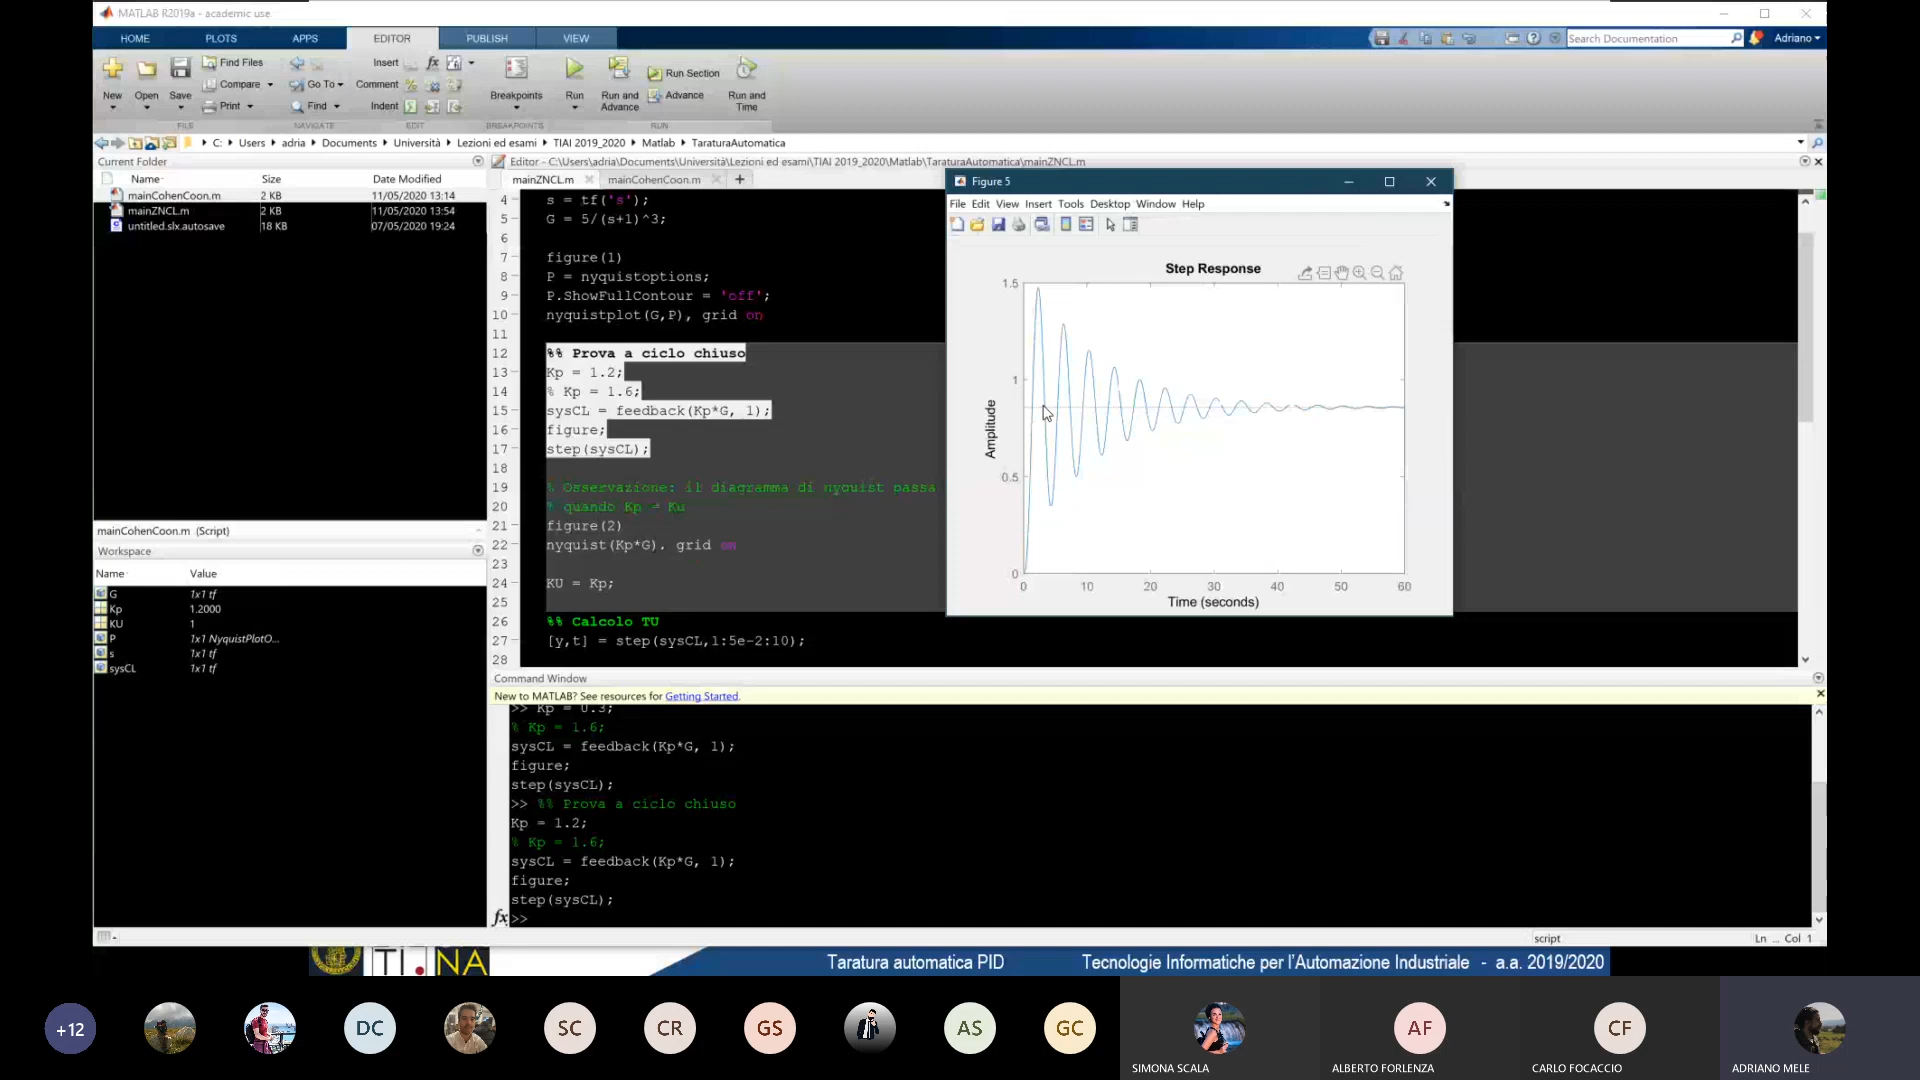 MATLAB R2019a - academic use
HOME PLOTS APPS EDITOR PUBLISH VIEW
Search Documentation
Adriano
New Open Save
Find Files
Compare
Print
FILE
Go To
Find
NAVIGATE
Insert
Comment
Indent
EDIT
Breakpoints
BREAKPOINTS
Run
Run and Advance
Run Section
Advance
Run and Time
RUN
C: Users adria Documents Università Lezioni ed esami TIAI 2019_2020 Matlab TaraturaAutomatica
Current Folder
Name Size Date Modified
mainCohenCoon.m 2 KB 11/05/2020 13:14
mainZNCL.m 2 KB 11/05/2020 13:54
untitled.slx.autosave 18 KB 07/05/2020 19:24
mainCohenCoon.m (Script)
Workspace
Name Value
G 1x1 tf
Kp 1.2000
KU 1
P 1x1 NyquistPlotO...
s 1x1 tf
sysCL 1x1 tf
Editor - C:\Users\adria\Documents\Università\Lezioni ed esami\TIAI 2019_2020\Matlab\TaraturaAutomatica\mainZNCL.m
mainZNCL.m mainCohenCoon.m
4 s = tf('s');
5 G = 5/(s+1)^3;
6
7 figure(1)
8 P = nyquistoptions;
9 P.ShowFullContour = 'off';
10 nyquistplot(G,P), grid on
11
12 %% Prova a ciclo chiuso
13 Kp = 1.2;
14 % Kp = 1.6;
15 sysCL = feedback(Kp*G, 1);
16 figure;
17 step(sysCL);
18
19 % Osservazione: il diagramma di nyquist passa
20 % quando Kp = Ku
21 figure(2)
22 nyquist(Kp*G), grid on
23
24 KU = Kp;
25
26 %% Calcolo TU
27 [y,t] = step(sysCL,1:5e-2:10);
28
Figure 5
File Edit View Insert Tools Desktop Window Help
Step Response
Amplitude
1.5
1
0.5
0
0 10 20 30 40 50 60
Time (seconds)
Command Window
New to MATLAB? See resources for Getting Started.
>> Kp = 0.3;
% Kp = 1.6;
sysCL = feedback(Kp*G, 1);
figure;
step(sysCL);
>> %% Prova a ciclo chiuso
Kp = 1.2;
% Kp = 1.6;
sysCL = feedback(Kp*G, 1);
figure;
step(sysCL);
fx >>
script Ln ... Col 1
TI.NA Taratura automatica PID Tecnologie Informatiche per l'Automazione Industriale - a.a. 2019/2020
+12 DC SC CR GS AS GC AF CF
SIMONA SCALA ALBERTO FORLENZA CARLO FOCACCIO ADRIANO MELE